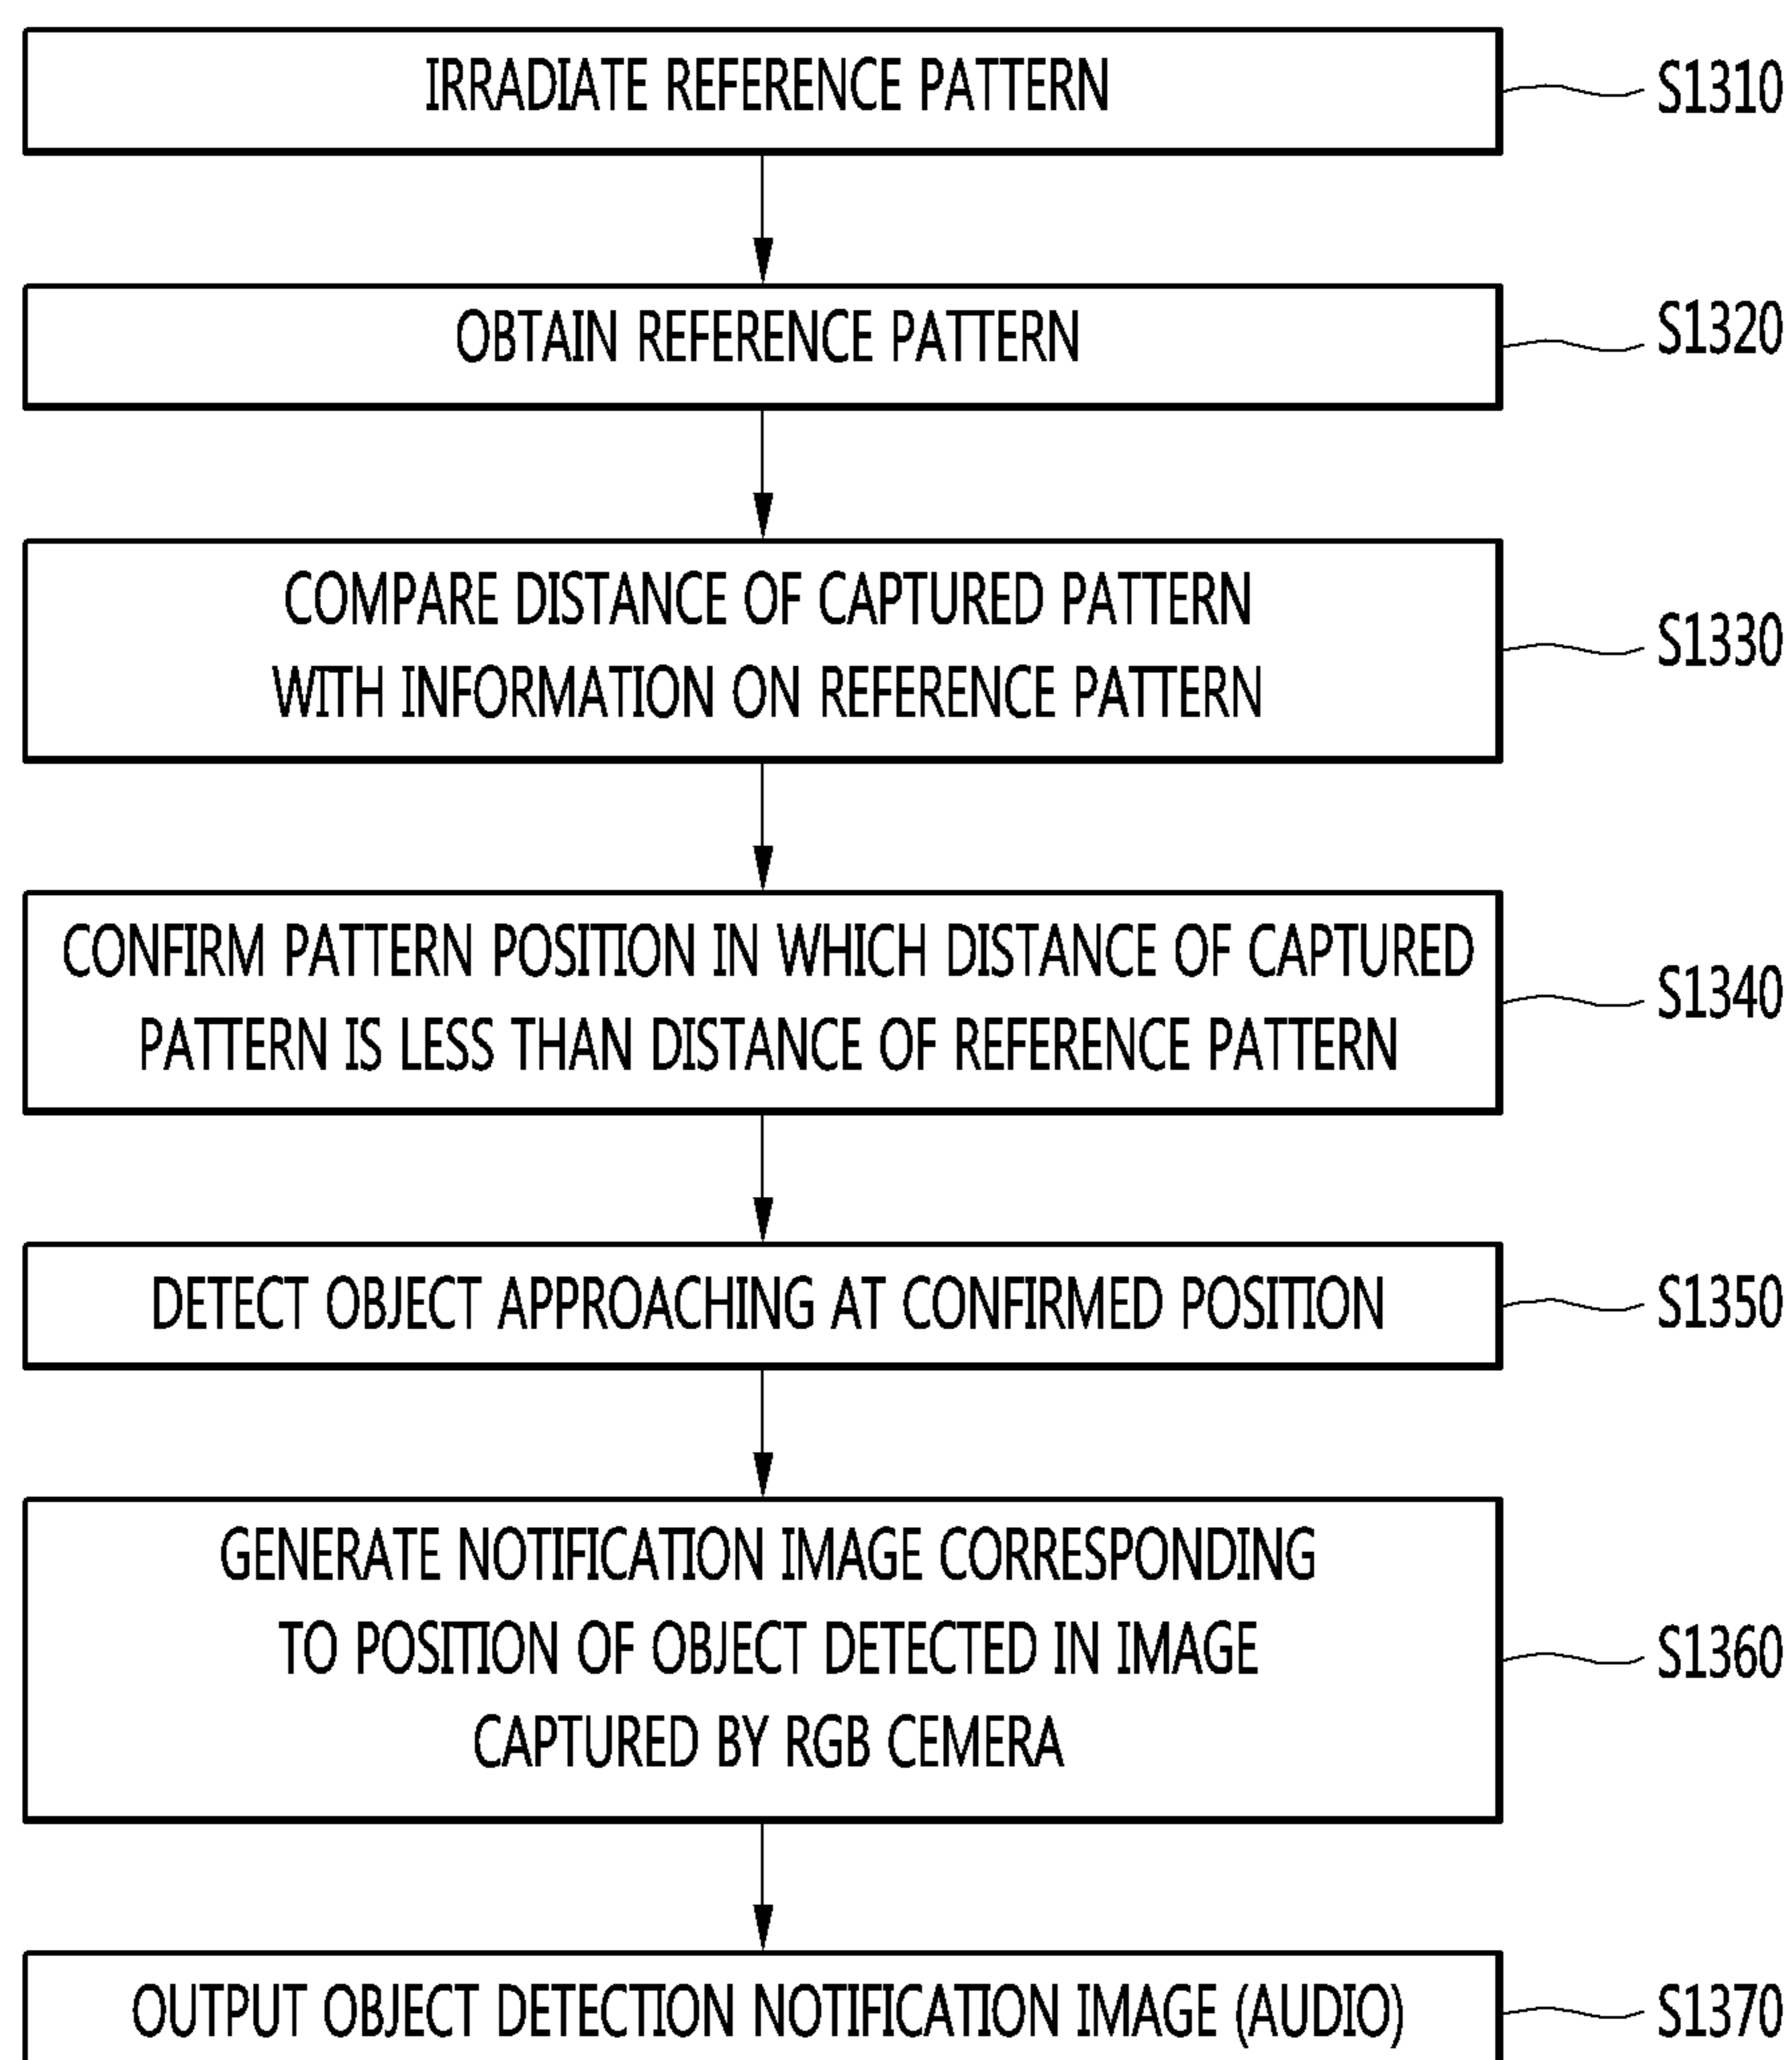 IRRADIATE REFERENCE PATTERN
S1310
OBTAIN REFERENCE PATTERN
S1320
COMPARE DISTANCE OF CAPTURED PATTERN
WITH INFORMATION ON REFERENCE PATTERN
S1330
CONFIRM PATTERN POSITION IN WHICH DISTANCE OF CAPTURED
PATTERN IS LESS THAN DISTANCE OF REFERENCE PATTERN
S1340
DETECT OBJECT APPROACHING AT CONFIRMED POSITION
S1350
GENERATE NOTIFICATION IMAGE CORRESPONDING
TO POSITION OF OBJECT DETECTED IN IMAGE
CAPTURED BY RGB CEMERA
S1360
OUTPUT OBJECT DETECTION NOTIFICATION IMAGE (AUDIO)
S1370